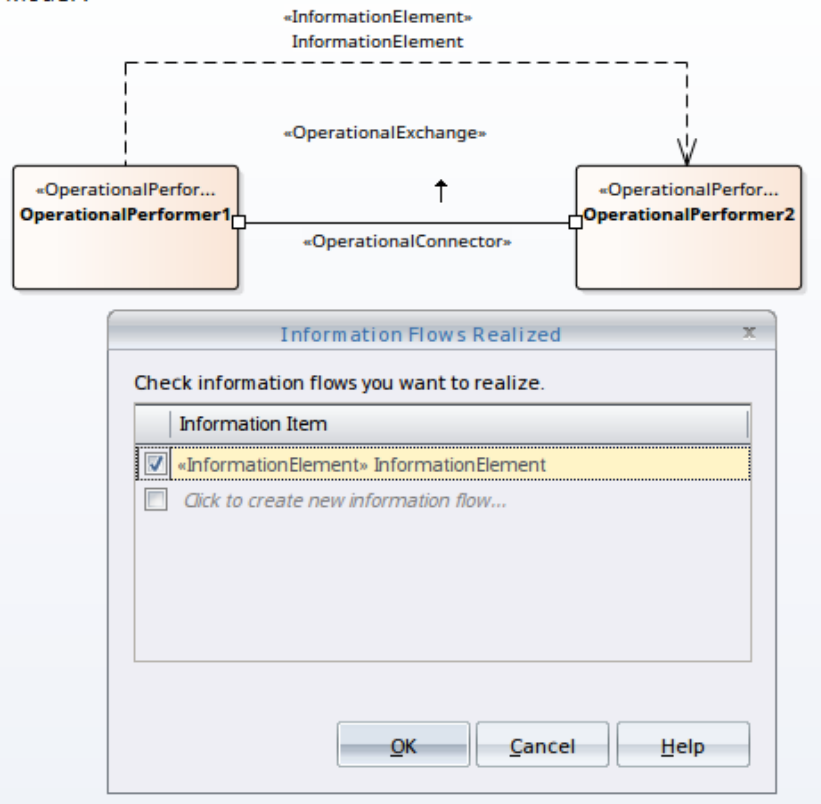 «InformationElement»
InformationElement
«OperationalExchange»
«OperationalPerfor...
OperationalPerformer1
«OperationalPerfor...
OperationalPerformer2
«OperationalConnector»
Information Flows Realized
Check information flows you want to realize.
Information Item
«InformationElement» InformationElement
Click to create new information flow...
OK Cancel Help